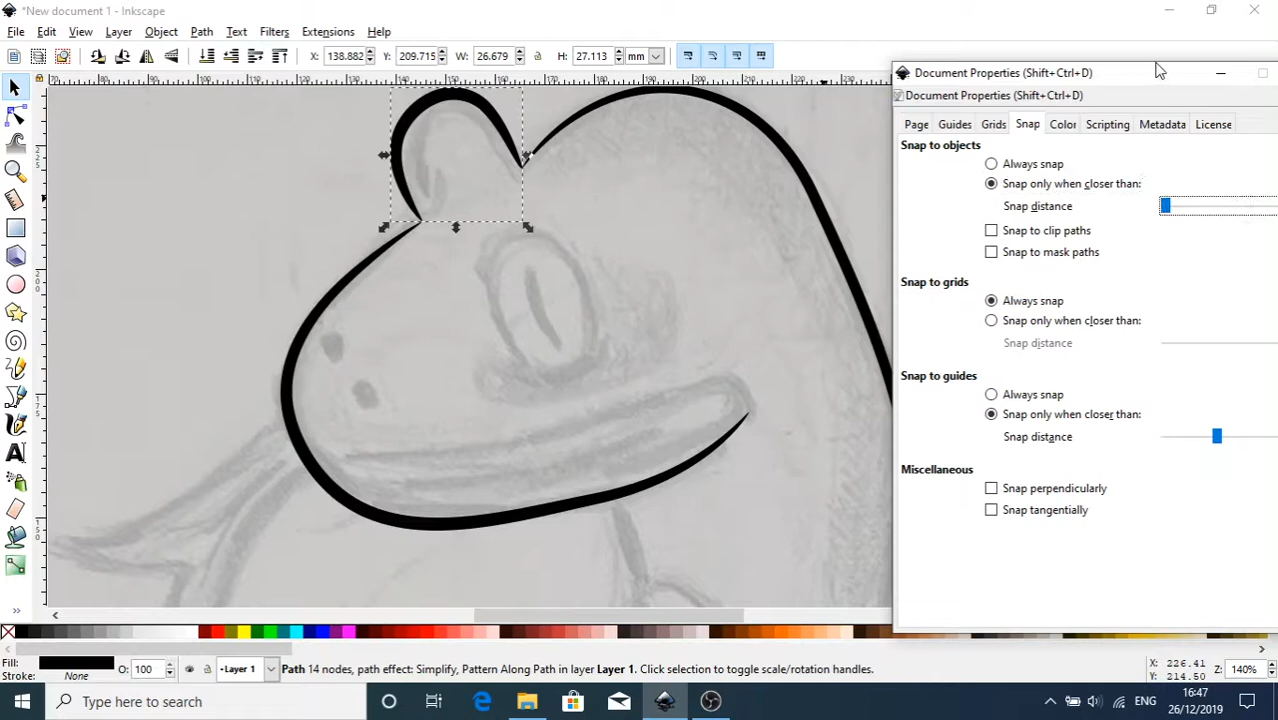 *New document 1 - Inkscape
File Edit View Layer Object Path Text Filters Extensions Help
X: 138.882 Y: 209.715 W: 26.679 H: 27.113 mm
Document Properties (Shift+Ctrl+D)
Document Properties (Shift+Ctrl+D)
Page Guides Grids Snap Color Scripting Metadata License
Snap to objects
Always snap
Snap only when closer than:
Snap distance
Snap to clip paths
Snap to mask paths
Snap to grids
Always snap
Snap only when closer than:
Snap distance
Snap to guides
Always snap
Snap only when closer than:
Snap distance
Miscellaneous
Snap perpendicularly
Snap tangentially
Fill:
Stroke: None
O: 100
Layer 1
Path 14 nodes, path effect: Simplify, Pattern Along Path in layer Layer 1. Click selection to toggle scale/rotation handles.
X: 226.41
Y: 214.50
Z: 140%
Type here to search
ENG
16:47
26/12/2019